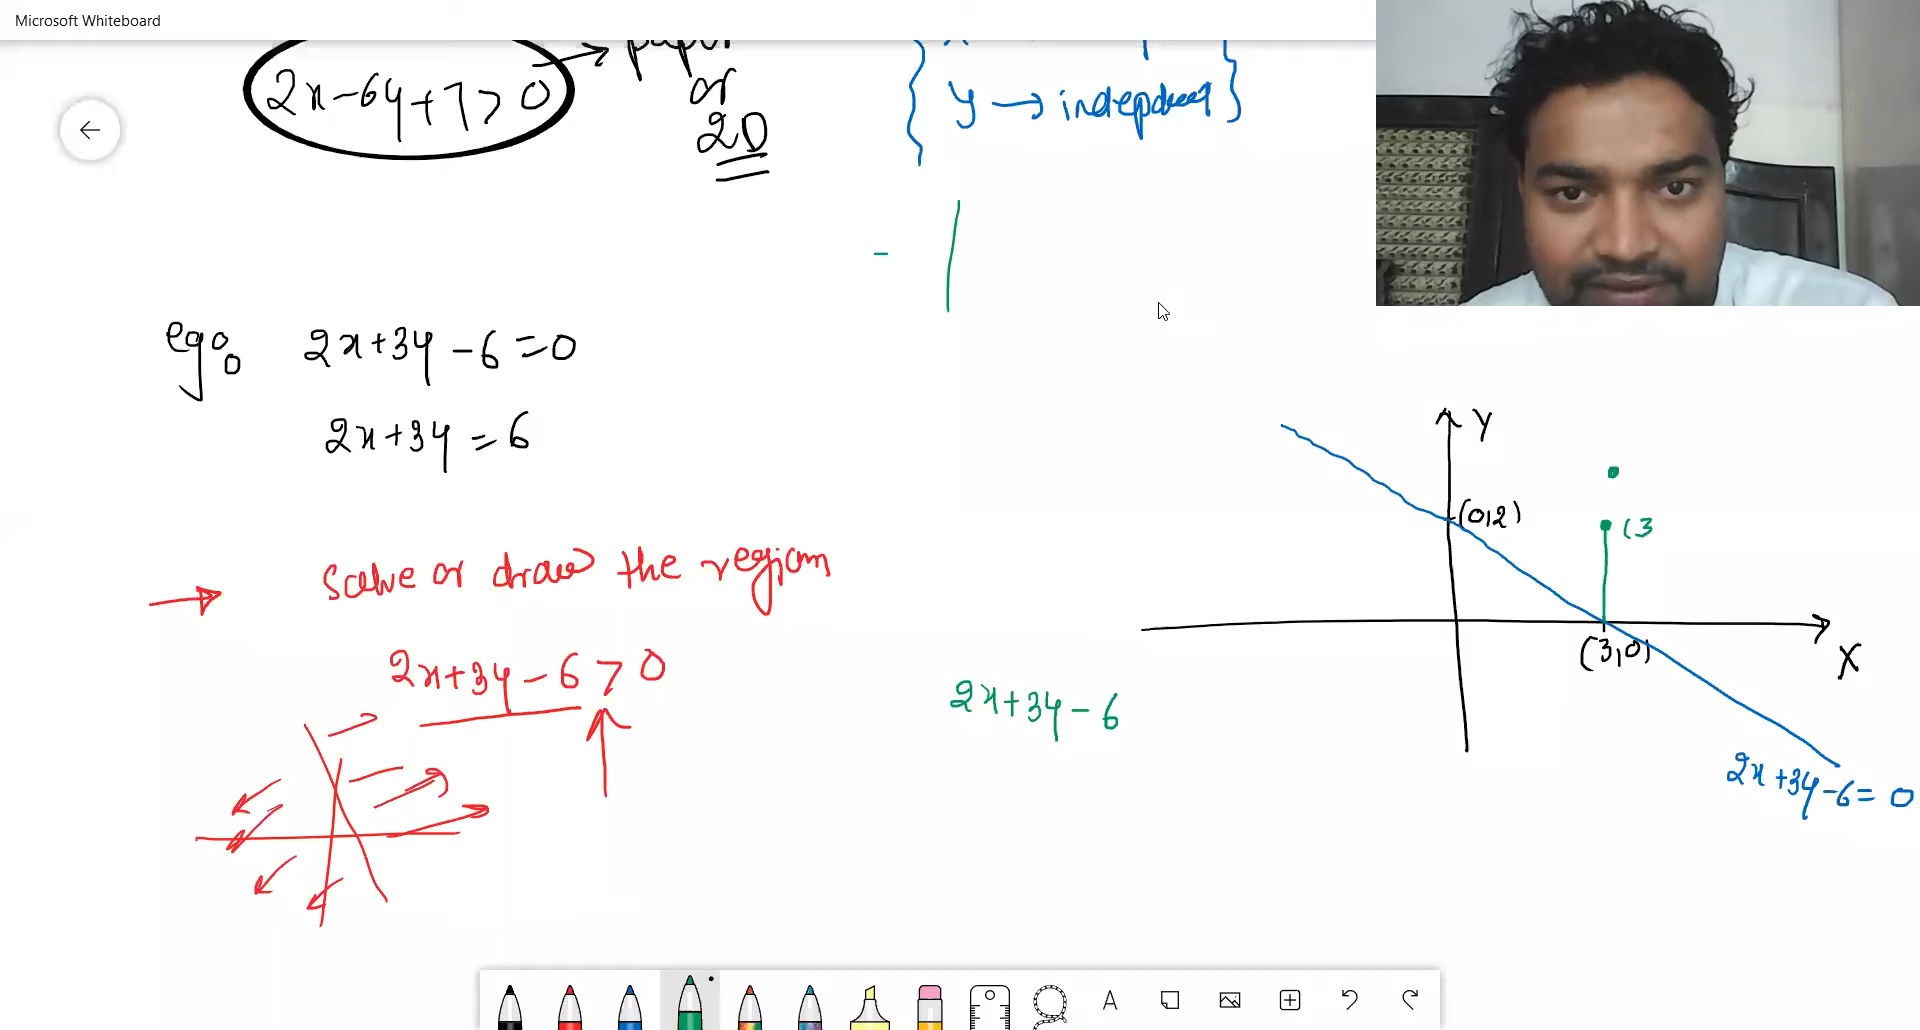 Microsoft Whiteboard
2x-6y+7>0
or
2D
y → independent
eg: 2x+3y-6=0
2x+3y=6
Solve or draw the region
2x+3y-6>0
2x+3y-6
Y
(0,2)
(3
(3,0)
X
2x+3y-6=0
A